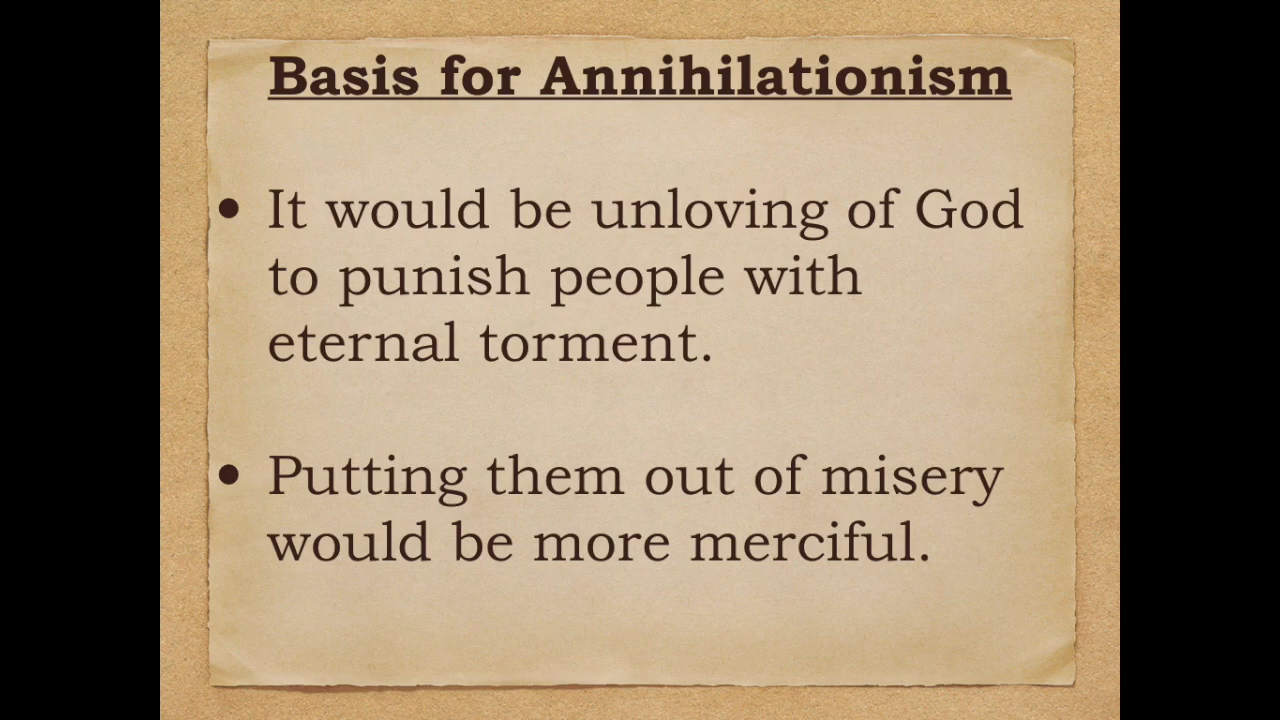 Basis for Annihilationism
• It would be unloving of God
to punish people with
eternal torment.
• Putting them out of misery
would be more merciful.